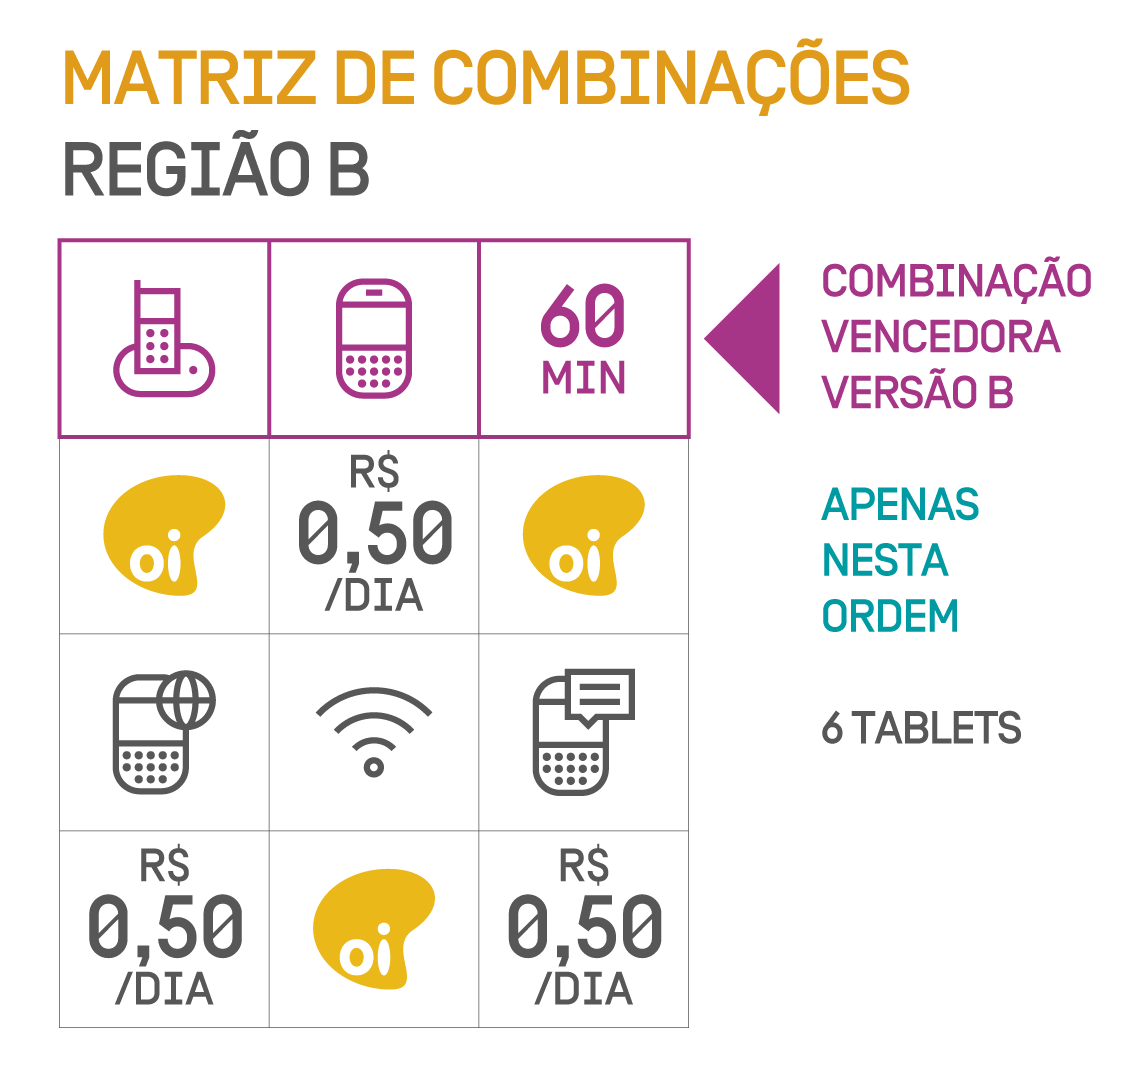 MATRIZ DE COMBINAÇÕES
REGIÃO B
60
MIN
COMBINAÇÃO
VENCEDORA
VERSÃO B
oi
R$
0,50
/DIA
oi
APENAS
NESTA
ORDEM
6 TABLETS
R$
0,50
/DIA
oi
R$
0,50
/DIA